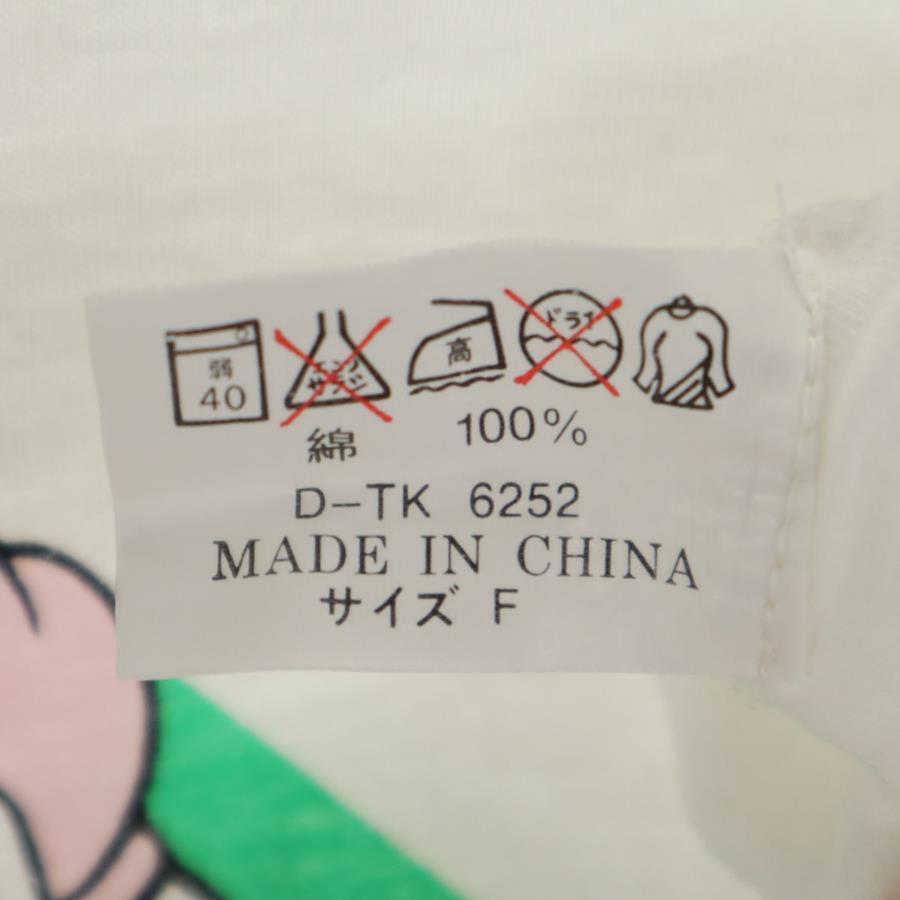 弱
40
エンソ
サラシ
高
ドライ
綿 100%
D-TK 6252
MADE IN CHINA
サイズ F